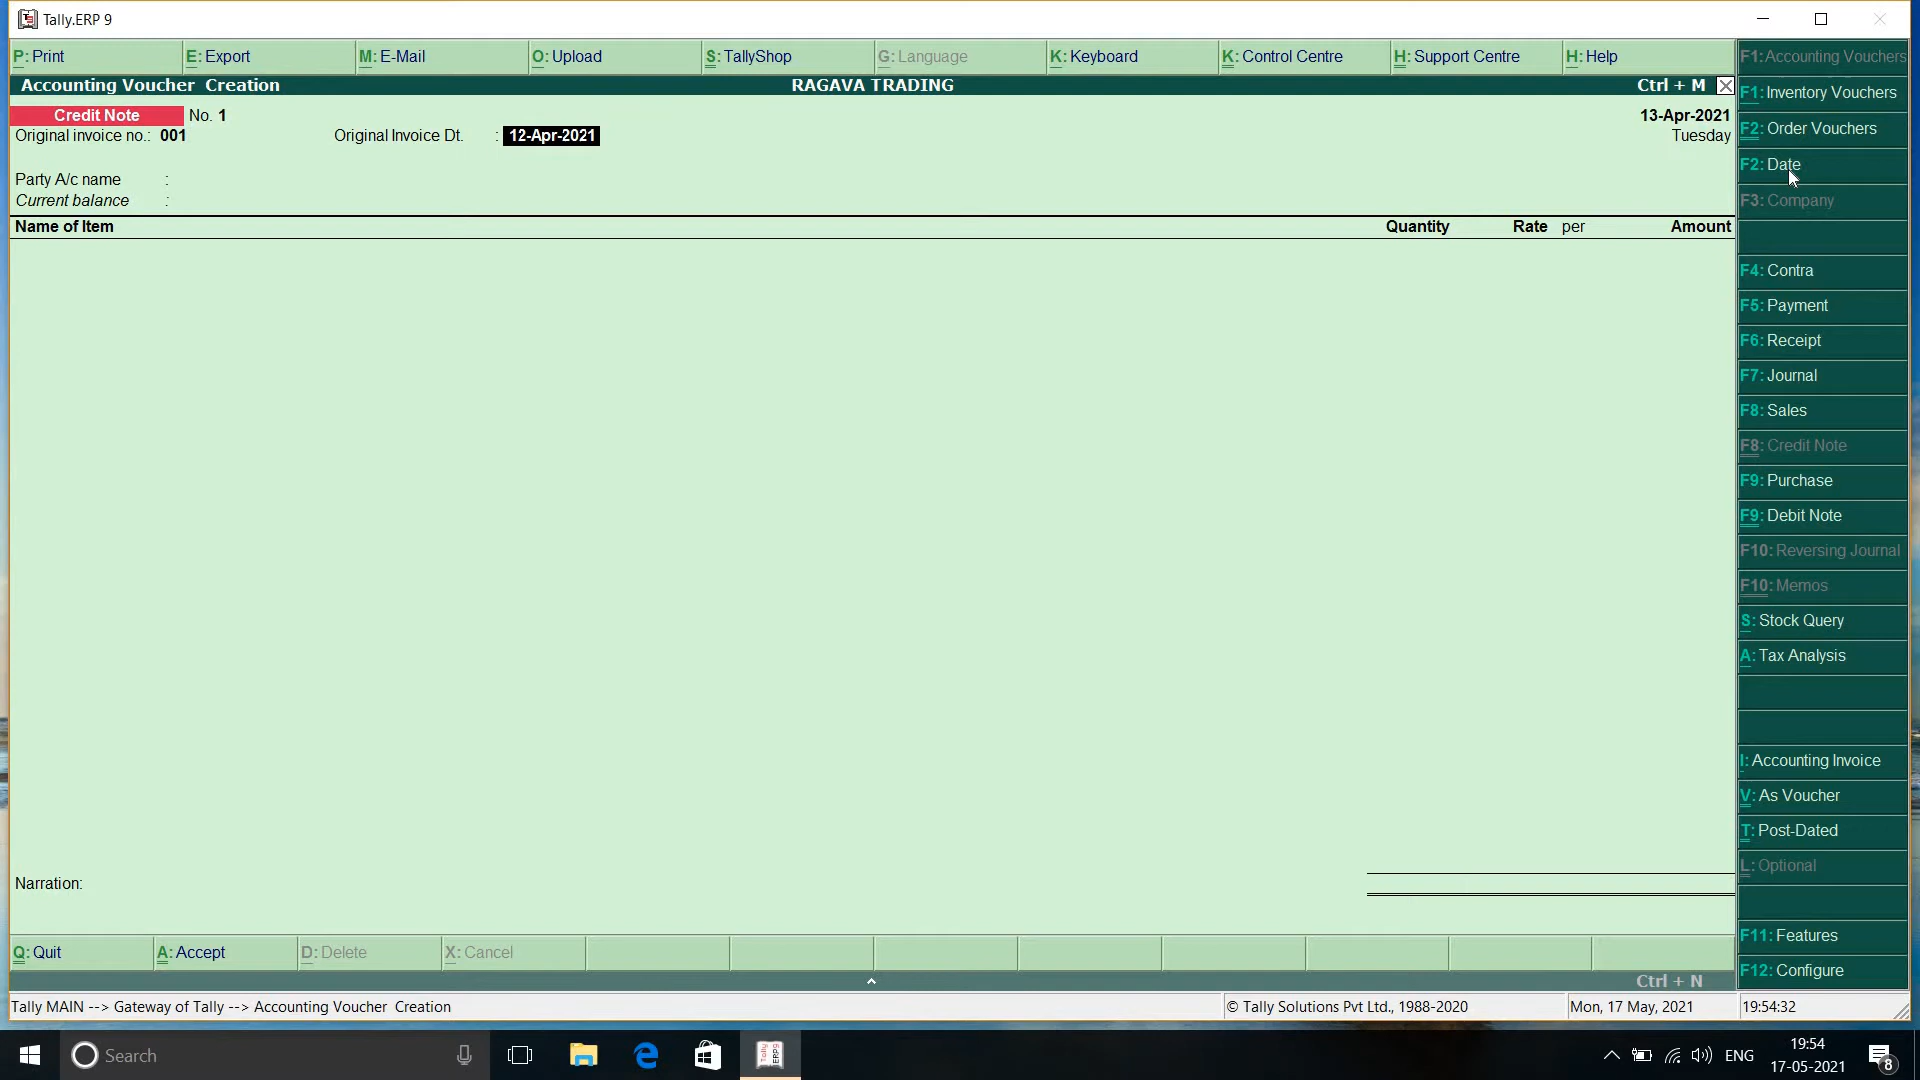 Tally.ERP 9
P: Print E: Export M: E-Mail O: Upload S: TallyShop G: Language K: Keyboard K: Control Centre H: Support Centre H: Help
Accounting Voucher Creation RAGAVA TRADING Ctrl + M
Credit Note No. 1 13-Apr-2021
Original invoice no.: 001 Original Invoice Dt. : 12-Apr-2021 Tuesday
Party A/c name :
Current balance :
Name of Item Quantity Rate per Amount
Narration:
F1: Accounting Vouchers
F1: Inventory Vouchers
F2: Order Vouchers
F2: Date
F3: Company
F4: Contra
F5: Payment
F6: Receipt
F7: Journal
F8: Sales
F8: Credit Note
F9: Purchase
F9: Debit Note
F10: Reversing Journal
F10: Memos
S: Stock Query
A: Tax Analysis
I: Accounting Invoice
V: As Voucher
T: Post-Dated
L: Optional
F11: Features
F12: Configure
Q: Quit A: Accept D: Delete X: Cancel
Ctrl + N
Tally MAIN --> Gateway of Tally --> Accounting Voucher Creation © Tally Solutions Pvt Ltd., 1988-2020 Mon, 17 May, 2021 19:54:32
Search
Tally ERP9
ENG
19:54
17-05-2021
8